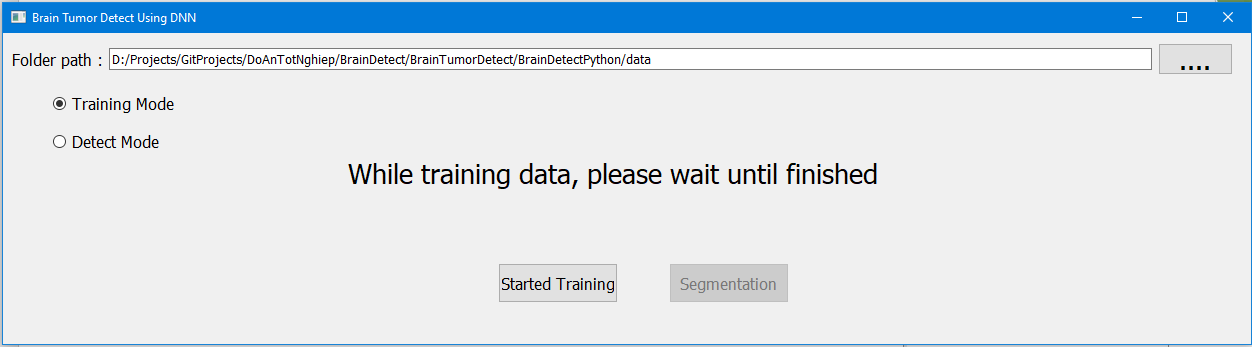 Brain Tumor Detect Using DNN
Folder path : D:/Projects/GitProjects/DoAnTotNghiep/BrainDetect/BrainTumorDetect/BrainDetectPython/data ....
Training Mode
Detect Mode
While training data, please wait until finished
Started Training Segmentation